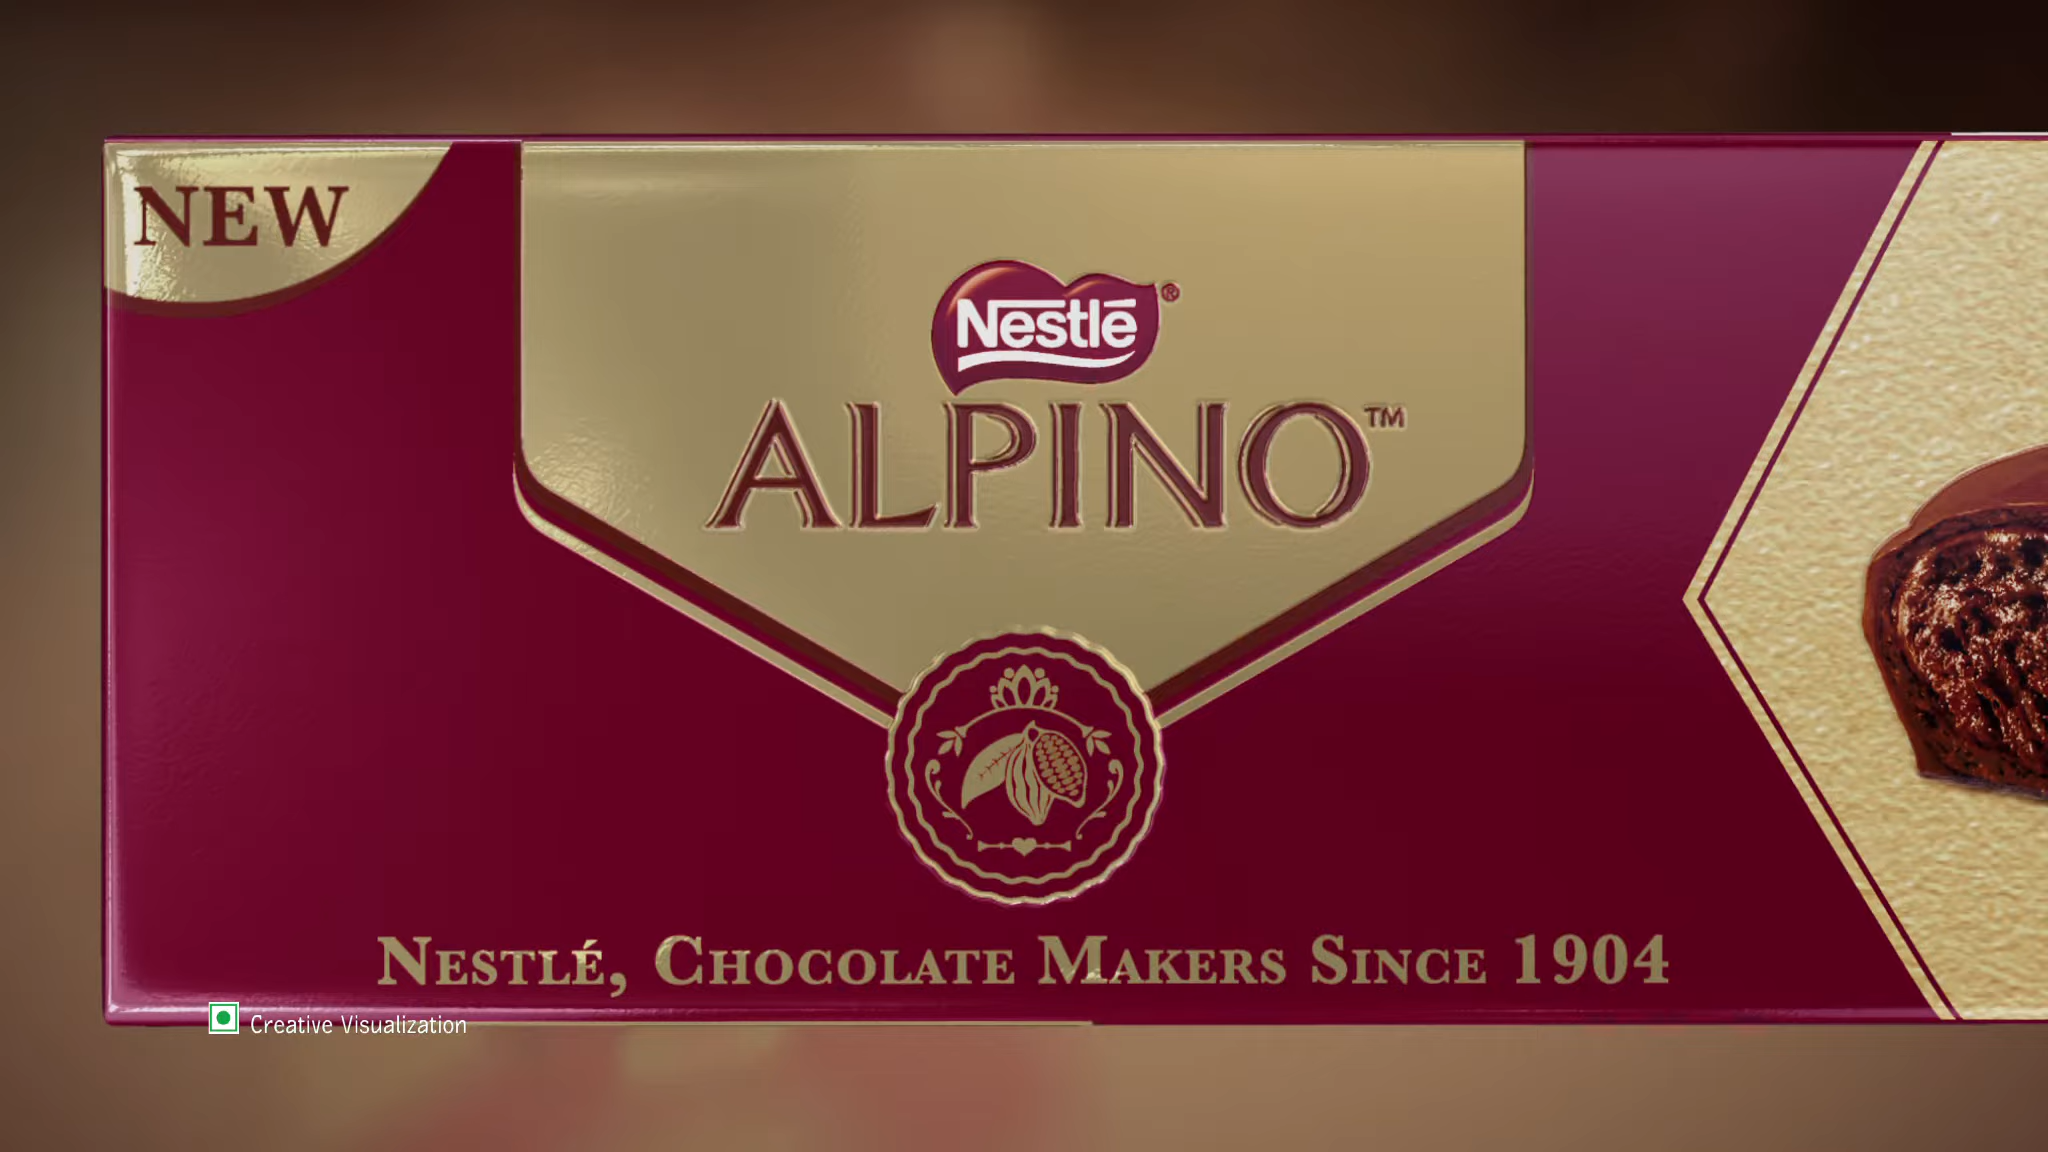 NEW
Nestlé®
ALPINO™
NESTLÉ, CHOCOLATE MAKERS SINCE 1904
Creative Visualization